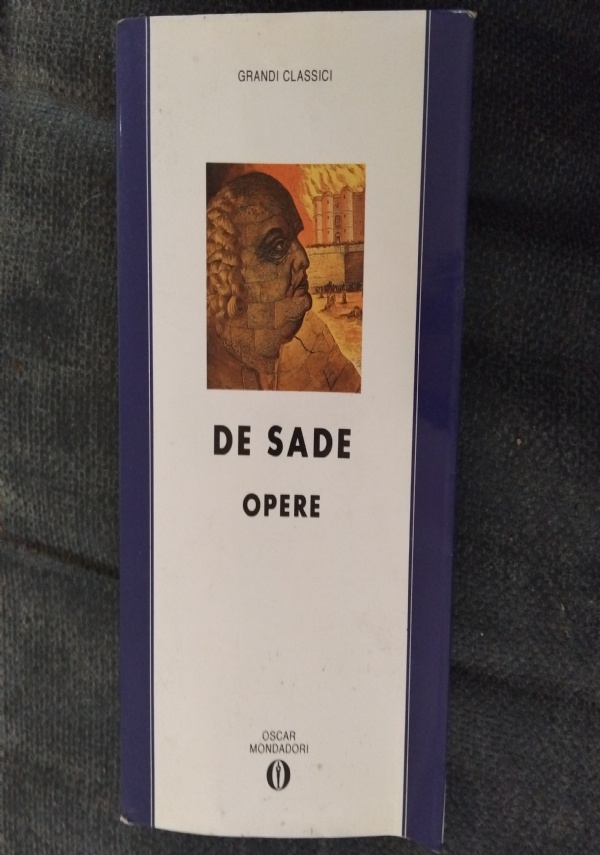 GRANDI CLASSICI
DE SADE
OPERE
OSCAR
MONDADORI